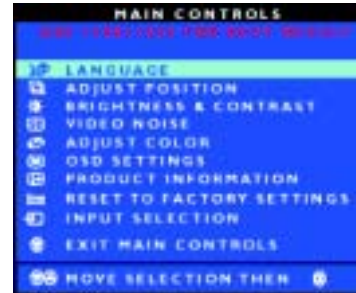 MAIN CONTROLS
LANGUAGE
ADJUST POSITION
BRIGHTNESS & CONTRAST
VIDEO NOISE
ADJUST COLOR
OSD SETTINGS
PRODUCT INFORMATION
RESET TO FACTORY SETTINGS
INPUT SELECTION
EXIT MAIN CONTROLS
MOVE SELECTION THEN